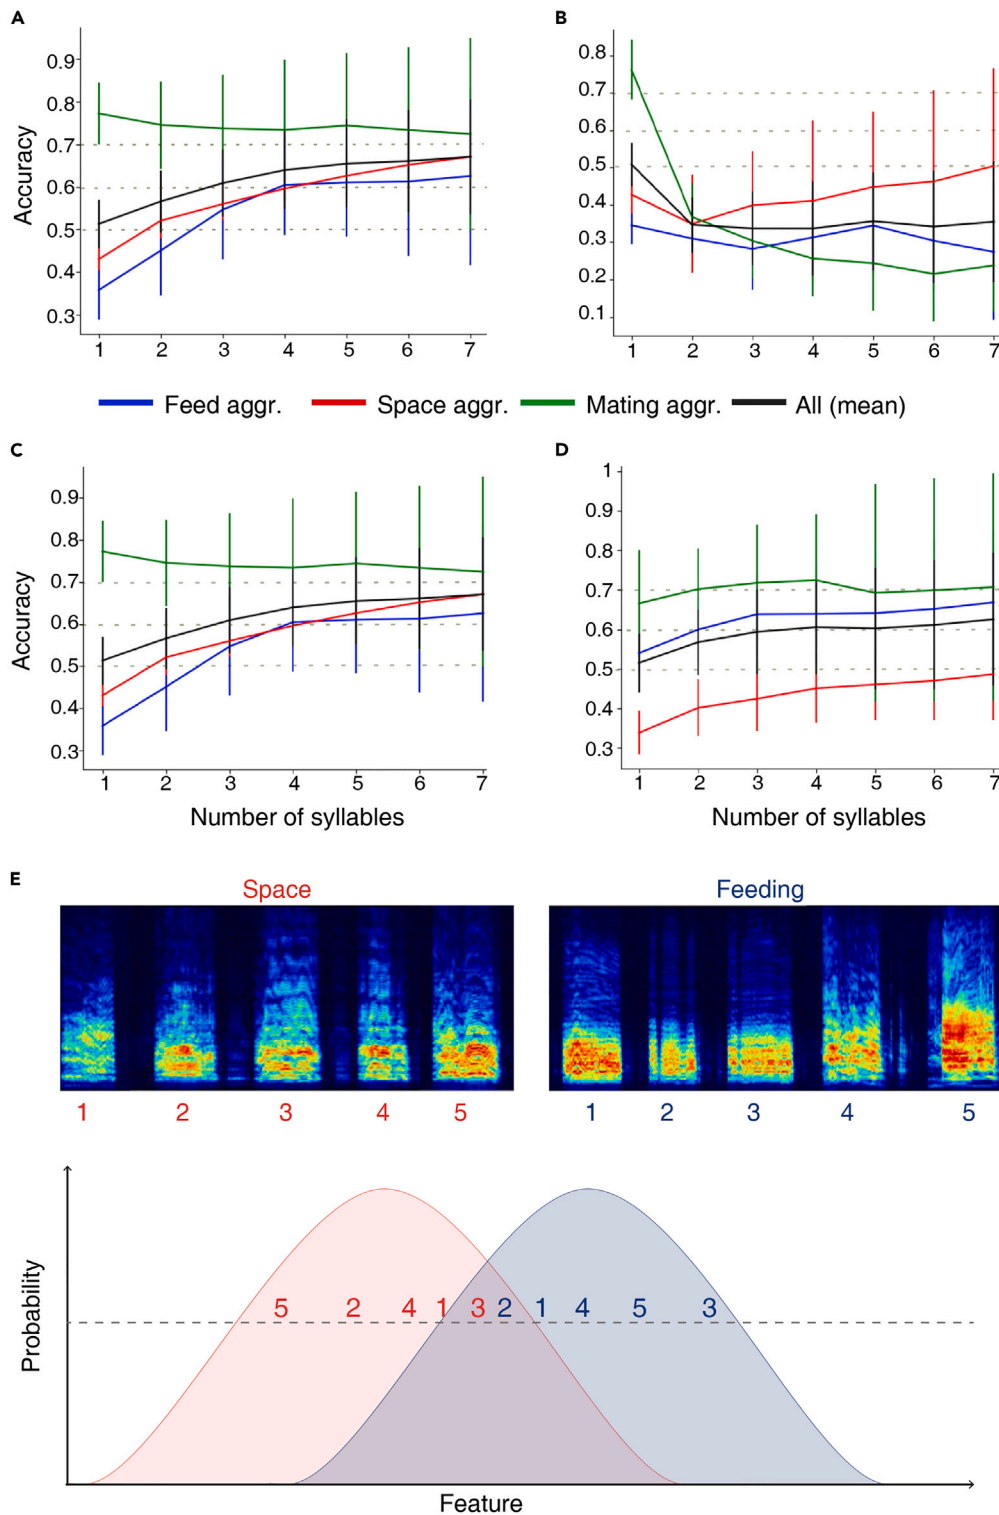 A
Accuracy
0.9
0.8
0.7
0.6
0.5
0.4
0.3
1 2 3 4 5 6 7
B
0.8
0.7
0.6
0.5
0.4
0.3
0.2
0.1
1 2 3 4 5 6 7
Feed aggr. Space aggr. Mating aggr. All (mean)
C
Accuracy
0.9
0.8
0.7
0.6
0.5
0.4
0.3
1 2 3 4 5 6 7
Number of syllables
D
1
0.9
0.8
0.7
0.6
0.5
0.4
0.3
1 2 3 4 5 6 7
Number of syllables
E
Space
1 2 3 4 5
Feeding
1 2 3 4 5
Probability
5 2 4 1 3 2 1 4 5 3
Feature